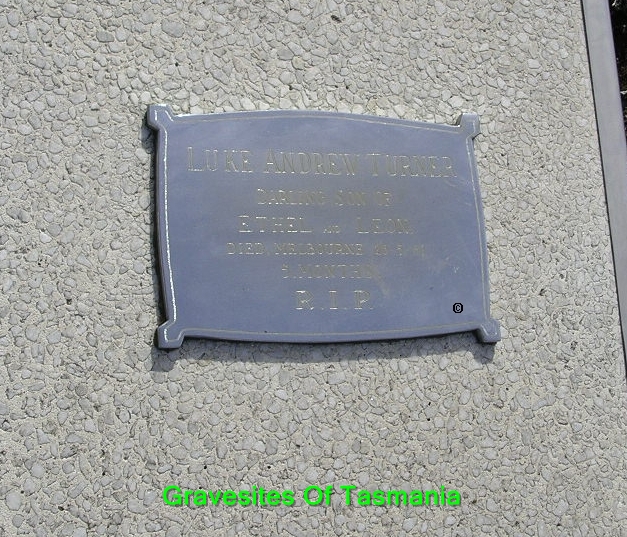 LUKE ANDREW TURNER
DARLING SON OF
ETHEL AND LEON.
DIED MELBOURNE
MONTHS.
R.I.P.
©
Gravesites Of Tasmania